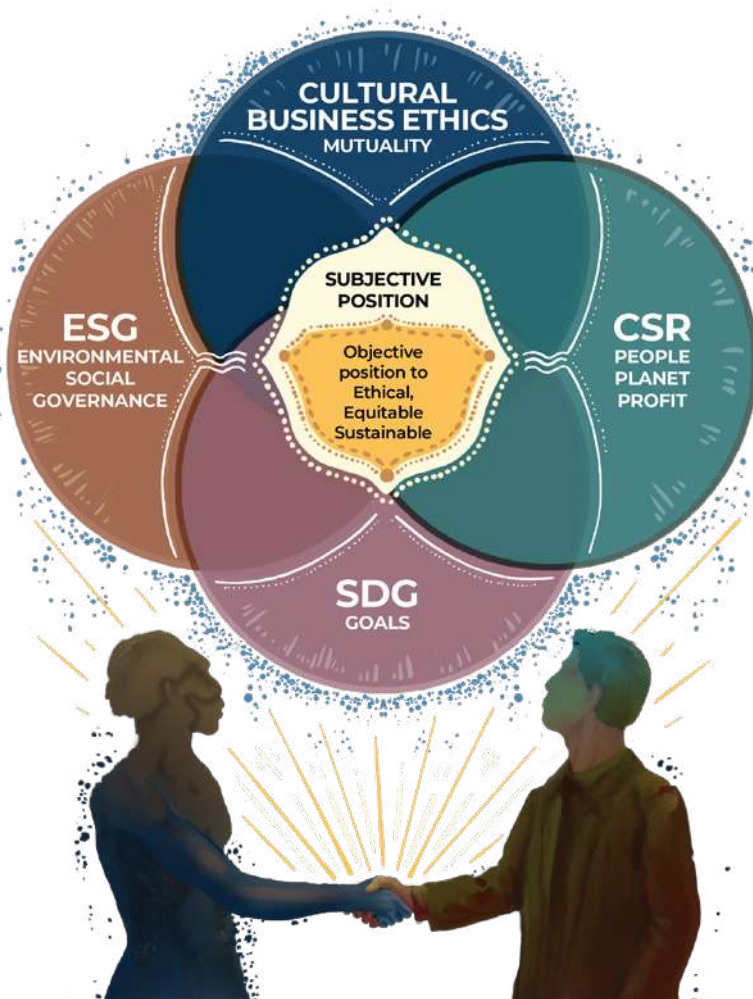 CULTURAL
BUSINESS ETHICS
MUTUALITY
ESG
ENVIRONMENTAL
SOCIAL
GOVERNANCE
SUBJECTIVE
POSITION
Objective
position to
Ethical,
Equitable
Sustainable
CSR
PEOPLE
PLANET
PROFIT
SDG
GOALS